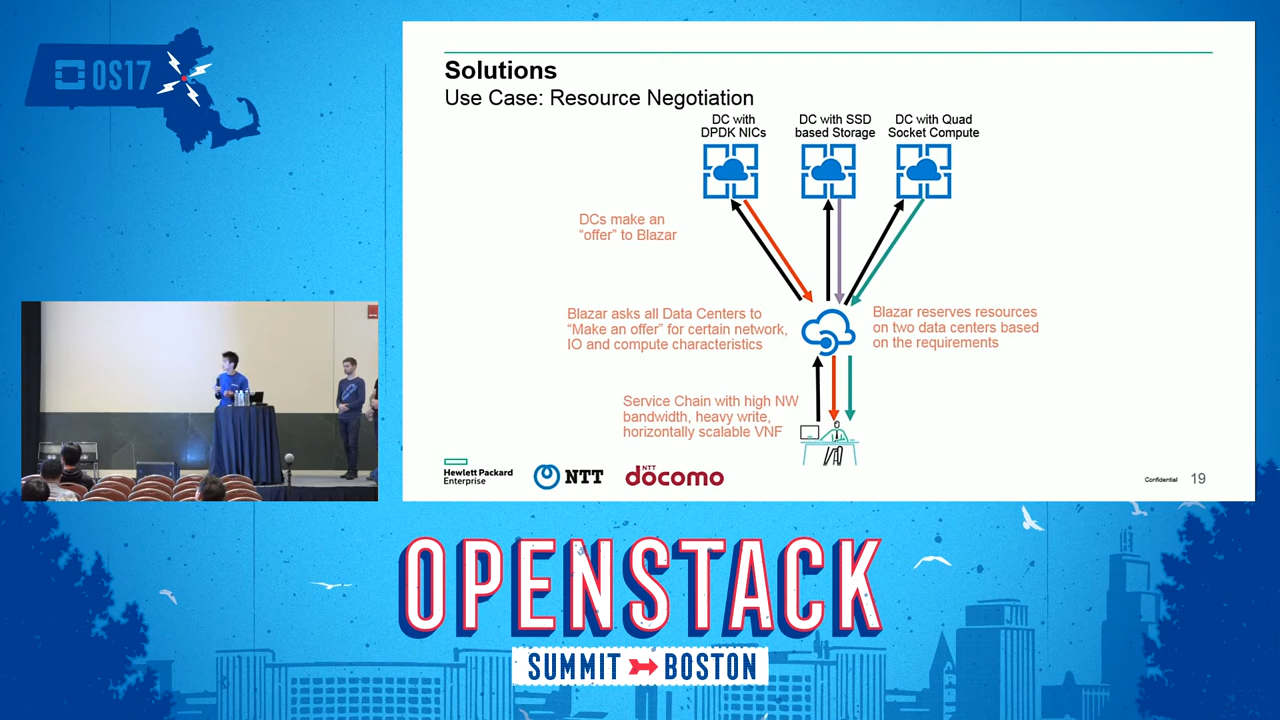 OS17
Solutions
Use Case: Resource Negotiation
DC with
DPDK NICs
DC with SSD
based Storage
DC with Quad
Socket Compute
DCs make an
“offer” to Blazar
Blazar asks all Data Centers to
“Make an offer” for certain network,
IO and compute characteristics
Blazar reserves resources
on two data centers based
on the requirements
Service Chain with high NW
bandwidth, heavy write,
horizontally scalable VNF
Hewlett Packard
Enterprise
NTT
NTT
docomo
Confidential
19
OPENSTACK
SUMMIT BOSTON